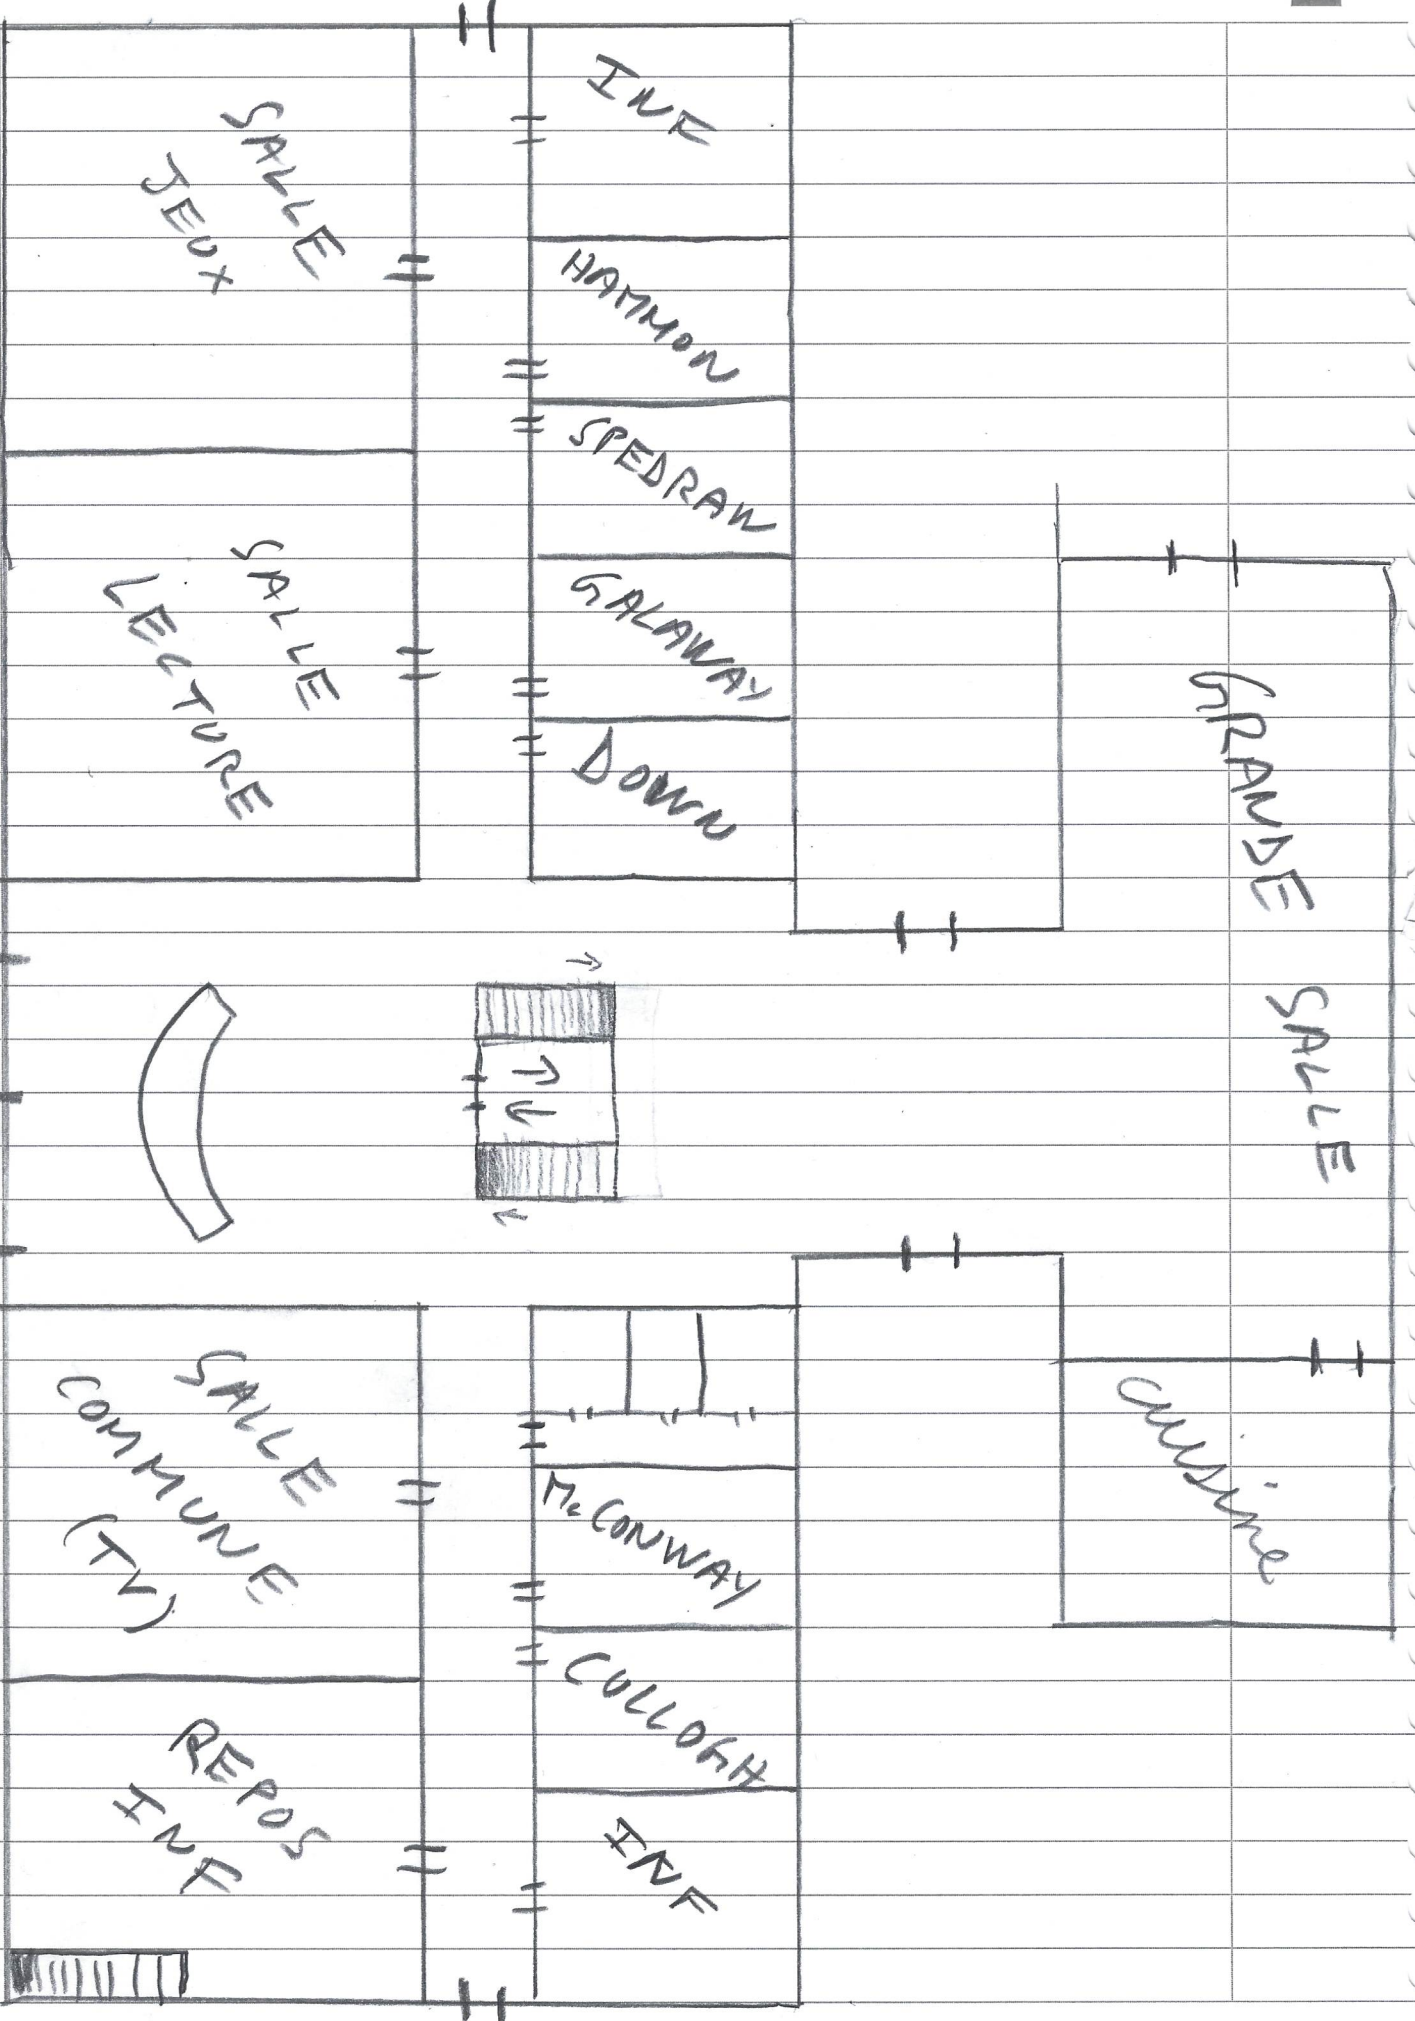 INF
SALLE
JEUX
HAMMON
SPEDRAW
GALAWAY
DOWN
SALLE
LECTURE
GRANDE SALLE
CUISINE
SALLE
COMMUNE
(TV)
McCONWAY
CULLOGH
REPOS
INF
INF